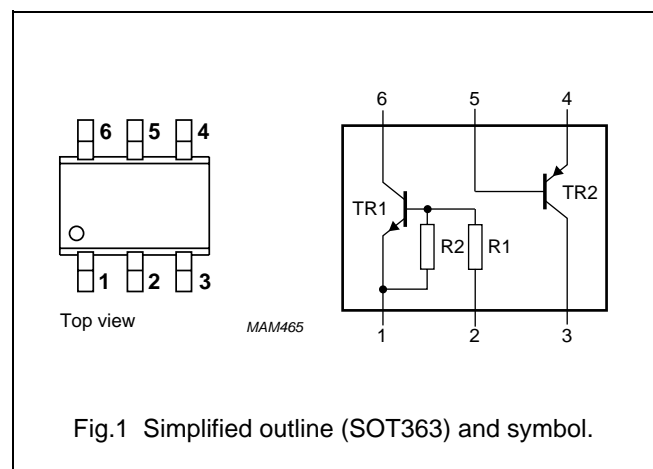 6 5 4
1 2 3
Top view
MAM465
6 5 4
TR1
TR2
R2 R1
1 2 3
Fig.1 Simplified outline (SOT363) and symbol.